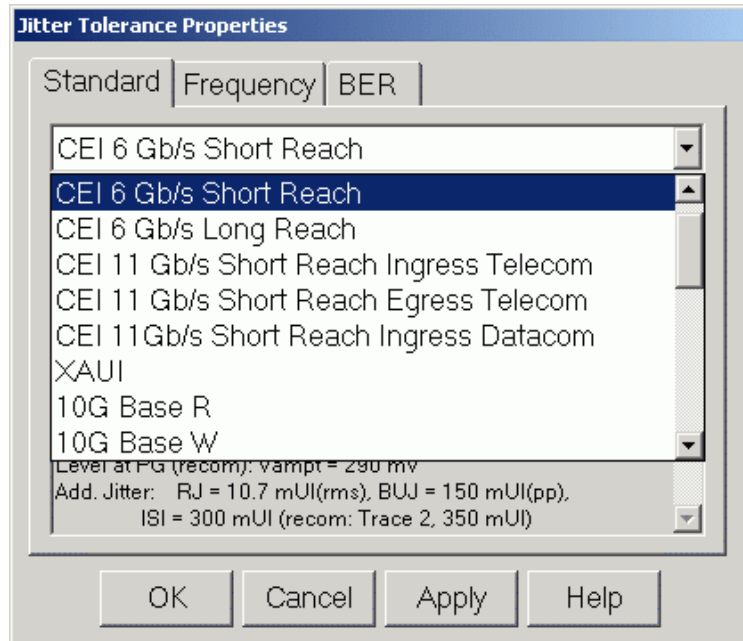 Jitter Tolerance Properties
Standard Frequency BER
CEI 6 Gb/s Short Reach
CEI 6 Gb/s Short Reach
CEI 6 Gb/s Long Reach
CEI 11 Gb/s Short Reach Ingress Telecom
CEI 11 Gb/s Short Reach Egress Telecom
CEI 11Gb/s Short Reach Ingress Datacom
XAUI
10G Base R
10G Base W
Level at PG (recom): Vampt = 290 mV
Add. Jitter: RJ = 10.7 mUI(rms), BUJ = 150 mUI(pp),
ISI = 300 mUI (recom: Trace 2, 350 mUI)
OK Cancel Apply Help